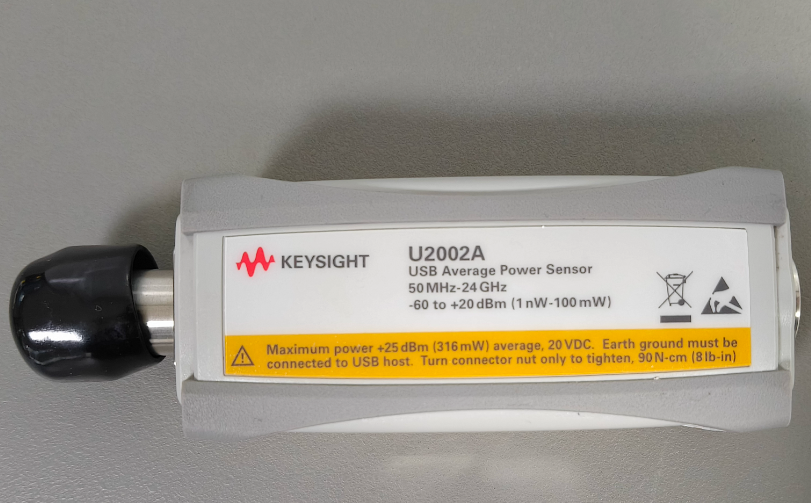 KEYSIGHT
U2002A
USB Average Power Sensor
50 MHz-24 GHz
-60 to +20 dBm (1 nW-100 mW)
Maximum power +25 dBm (316 mW) average, 20 VDC. Earth ground must be
connected to USB host. Turn connector nut only to tighten, 90 N-cm (8 lb-in)